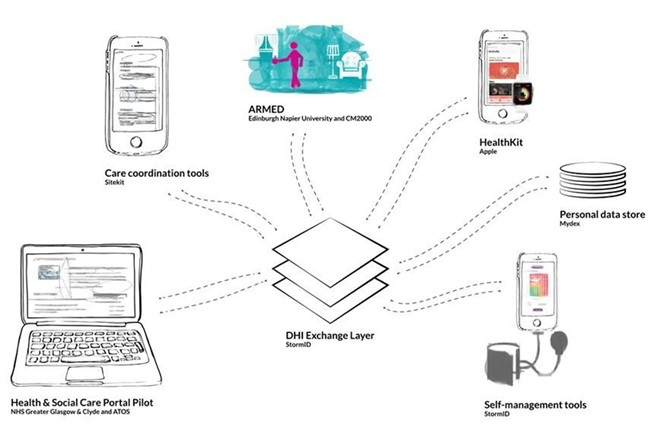 ARMED
Edinburgh Napier University and CM2000
HealthKit
Apple
Care coordination tools
Sitekit
Personal data store
Mydex
DHI Exchange Layer
StormID
Health & Social Care Portal Pilot
NHS Greater Glasgow & Clyde and ATOS
Self-management tools
StormID